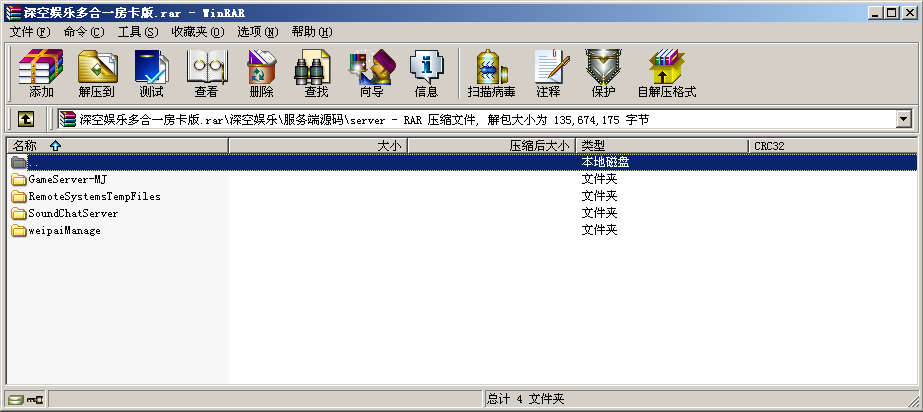 深空娱乐多合一房卡版.rar - WinRAR
文件(F) 命令(C) 工具(S) 收藏夹(O) 选项(N) 帮助(H)
添加 解压到 测试 查看 删除 查找 向导 信息 扫描病毒 注释 保护 自解压格式
深空娱乐多合一房卡版.rar\深空娱乐\服务端源码\server - RAR 压缩文件, 解包大小为 135,674,175 字节
名称 大小 压缩后大小 类型 CRC32
.. 本地磁盘
GameServer-MJ 文件夹
RemoteSystemsTempFiles 文件夹
SoundChatServer 文件夹
weipaiManage 文件夹
总计 4 文件夹